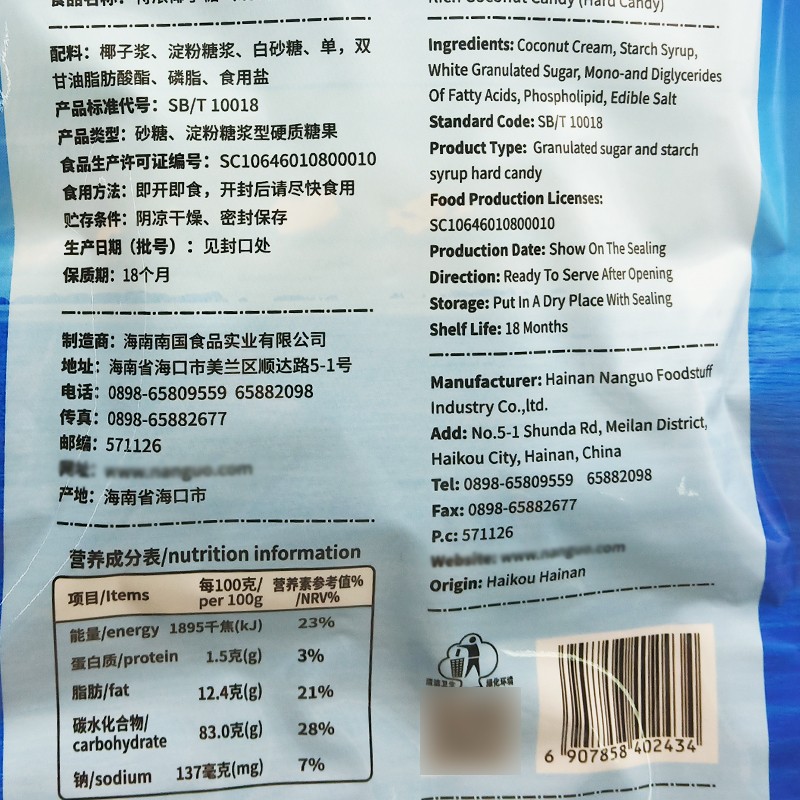 配料：椰子浆、淀粉糖浆、白砂糖、单，双
甘油脂肪酸酯、磷脂、食用盐
产品标准代号：SB/T 10018
产品类型：砂糖、淀粉糖浆型硬质糖果
食品生产许可证编号：SC10646010800010
食用方法：即开即食，开封后请尽快食用
贮存条件：阴凉干燥、密封保存
生产日期（批号）：见封口处
保质期：18个月
制造商：海南南国食品实业有限公司
地址：海南省海口市美兰区顺达路5-1号
电话：0898-65809559 65882098
传真：0898-65882677
邮编：571126
www.nanguo.com
产地：海南省海口市
营养成分表/nutrition information
项目/Items 每100克/per 100g 营养素参考值%/NRV%
能量/energy 1895千焦(kJ) 23%
蛋白质/protein 1.5克(g) 3%
脂肪/fat 12.4克(g) 21%
碳水化合物/carbohydrate 83.0克(g) 28%
钠/sodium 137毫克(mg) 7%
Rich Coconut Candy (Hard Candy)
Ingredients: Coconut Cream, Starch Syrup,
White Granulated Sugar, Mono-and Diglycerides
Of Fatty Acids, Phospholipid, Edible Salt
Standard Code: SB/T 10018
Product Type: Granulated sugar and starch
syrup hard candy
Food Production Licenses:
SC10646010800010
Production Date: Show On The Sealing
Direction: Ready To Serve After Opening
Storage: Put In A Dry Place With Sealing
Shelf Life: 18 Months
Manufacturer: Hainan Nanguo Foodstuff
Industry Co.,ltd.
Add: No.5-1 Shunda Rd, Meilan District,
Haikou City, Hainan, China
Tel: 0898-65809559 65882098
Fax: 0898-65882677
P.c: 571126
Website: www.nanguo.com
Origin: Haikou Hainan
6 907858 402434